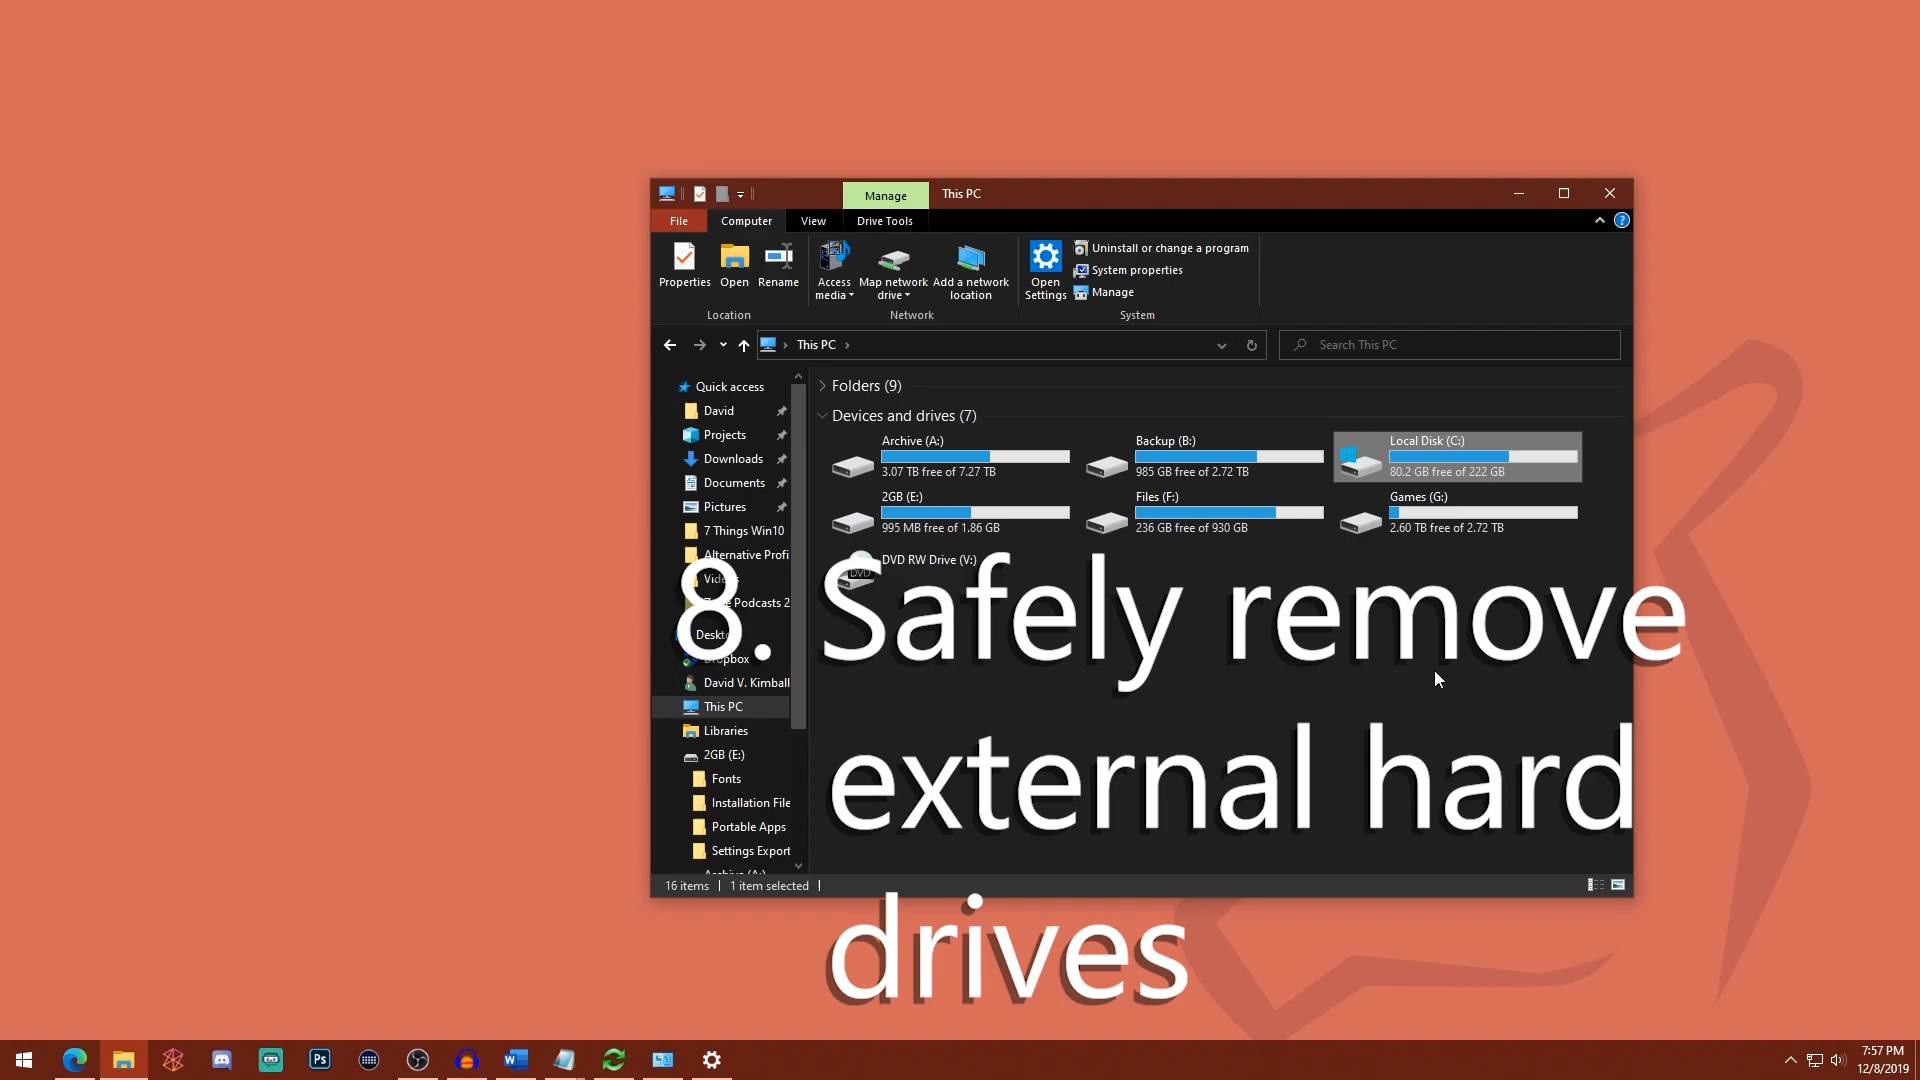 Manage
This PC
File
Computer
View
Drive Tools
Properties
Open
Rename
Access media
Map network drive
Add a network location
Open Settings
Uninstall or change a program
System properties
Manage
Location
Network
System
This PC
Search This PC
Quick access
David
Projects
Downloads
Documents
Pictures
7 Things Win10
Alternative Profi
Podcasts 2
David V. Kimball
This PC
Libraries
2GB (E:)
Fonts
Installation File
Portable Apps
Settings Export
Folders (9)
Devices and drives (7)
Archive (A:)
3.07 TB free of 7.27 TB
Backup (B:)
985 GB free of 2.72 TB
Local Disk (C:)
80.2 GB free of 222 GB
2GB (E:)
995 MB free of 1.86 GB
Files (F:)
236 GB free of 930 GB
Games (G:)
2.60 TB free of 2.72 TB
DVD RW Drive (V:)
DVD
8. Safely remove
external hard
drives
16 items
1 item selected
Ps
7:57 PM
12/8/2019